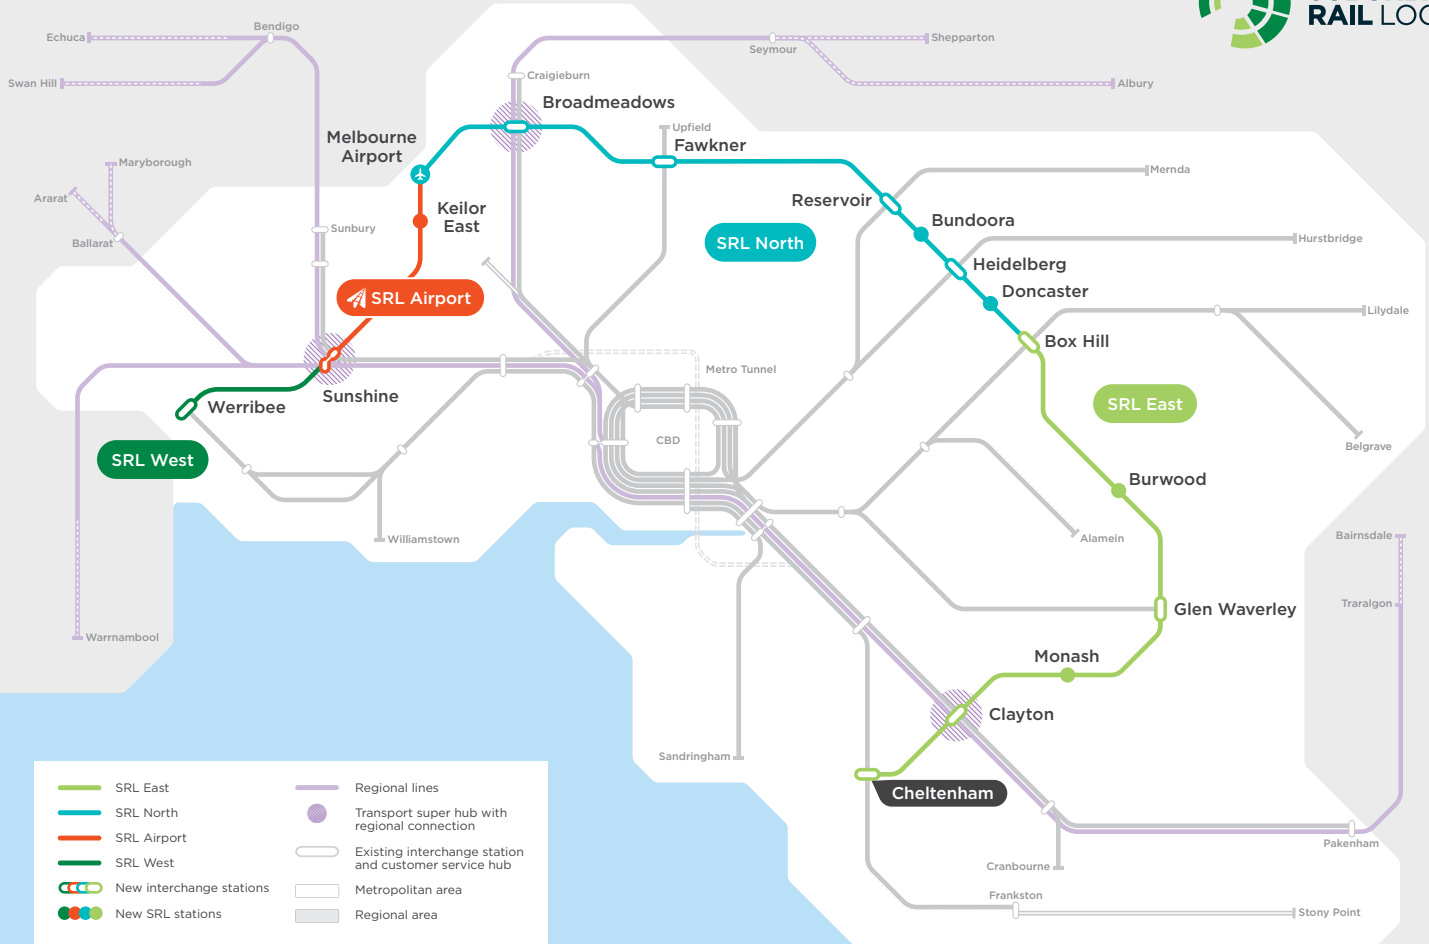 RAIL LOO
Echuca
Bendigo
Swan Hill
Seymour
Shepparton
Albury
Craigieburn
Broadmeadows
Melbourne
Airport
Upfield
Fawkner
Maryborough
Ararat
Ballarat
Keilor
East
Sunbury
Mernda
Reservoir
Bundoora
SRL North
Hurstbridge
Heidelberg
Doncaster
SRL Airport
Lilydale
Box Hill
Metro Tunnel
Sunshine
Werribee
SRL East
CBD
Belgrave
SRL West
Burwood
Williamstown
Alamein
Bairnsdale
Traralgon
Glen Waverley
Warrnambool
Monash
Clayton
Sandringham
Cheltenham
Pakenham
Cranbourne
Frankston
Stony Point
SRL East
SRL North
SRL Airport
SRL West
New interchange stations
New SRL stations
Regional lines
Transport super hub with
regional connection
Existing interchange station
and customer service hub
Metropolitan area
Regional area